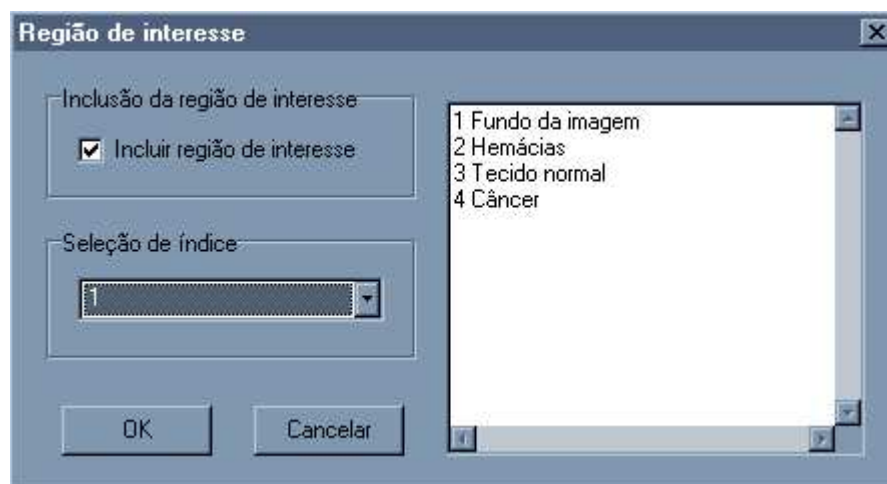 Região de interesse
Inclusão da região de interesse
Incluir região de interesse
Seleção de índice
1
OK
Cancelar
1 Fundo da imagem
2 Hemácias
3 Tecido normal
4 Câncer